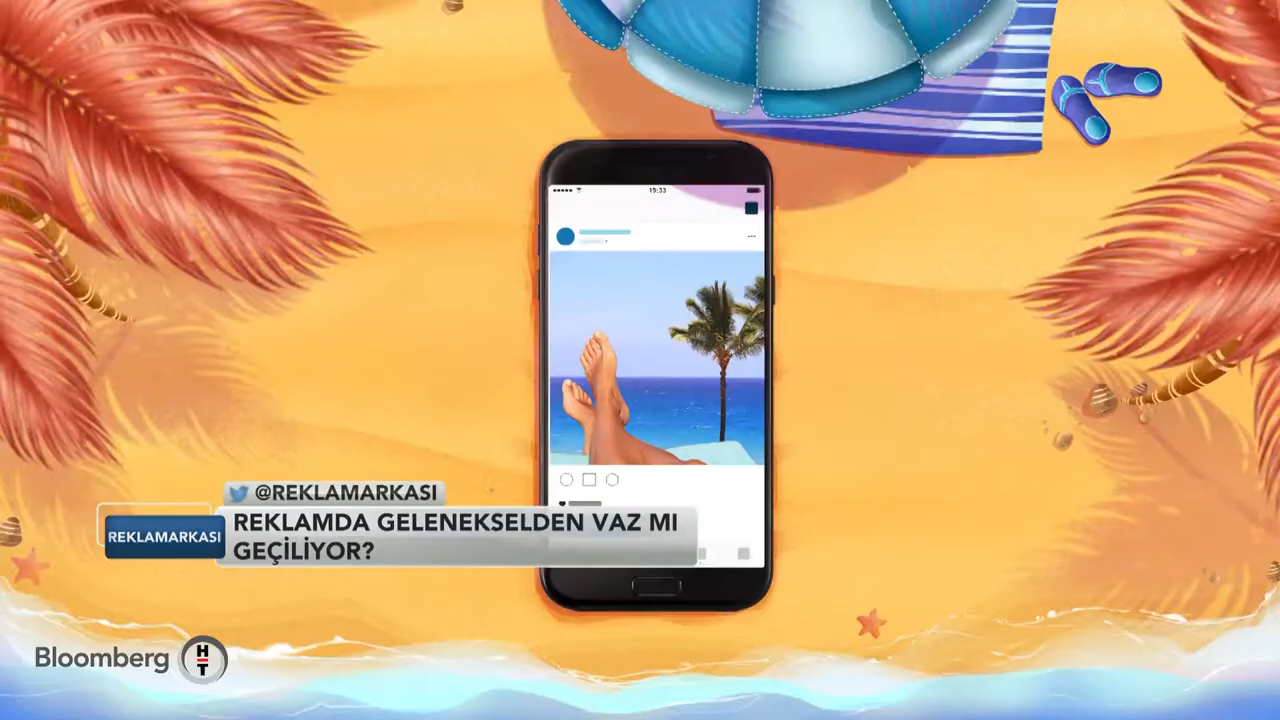 19:33
@REKLAMARKASI
REKLAMARKASI
REKLAMDA GELENEKSELDEN VAZ MI
GEÇİLİYOR?
Bloomberg HT